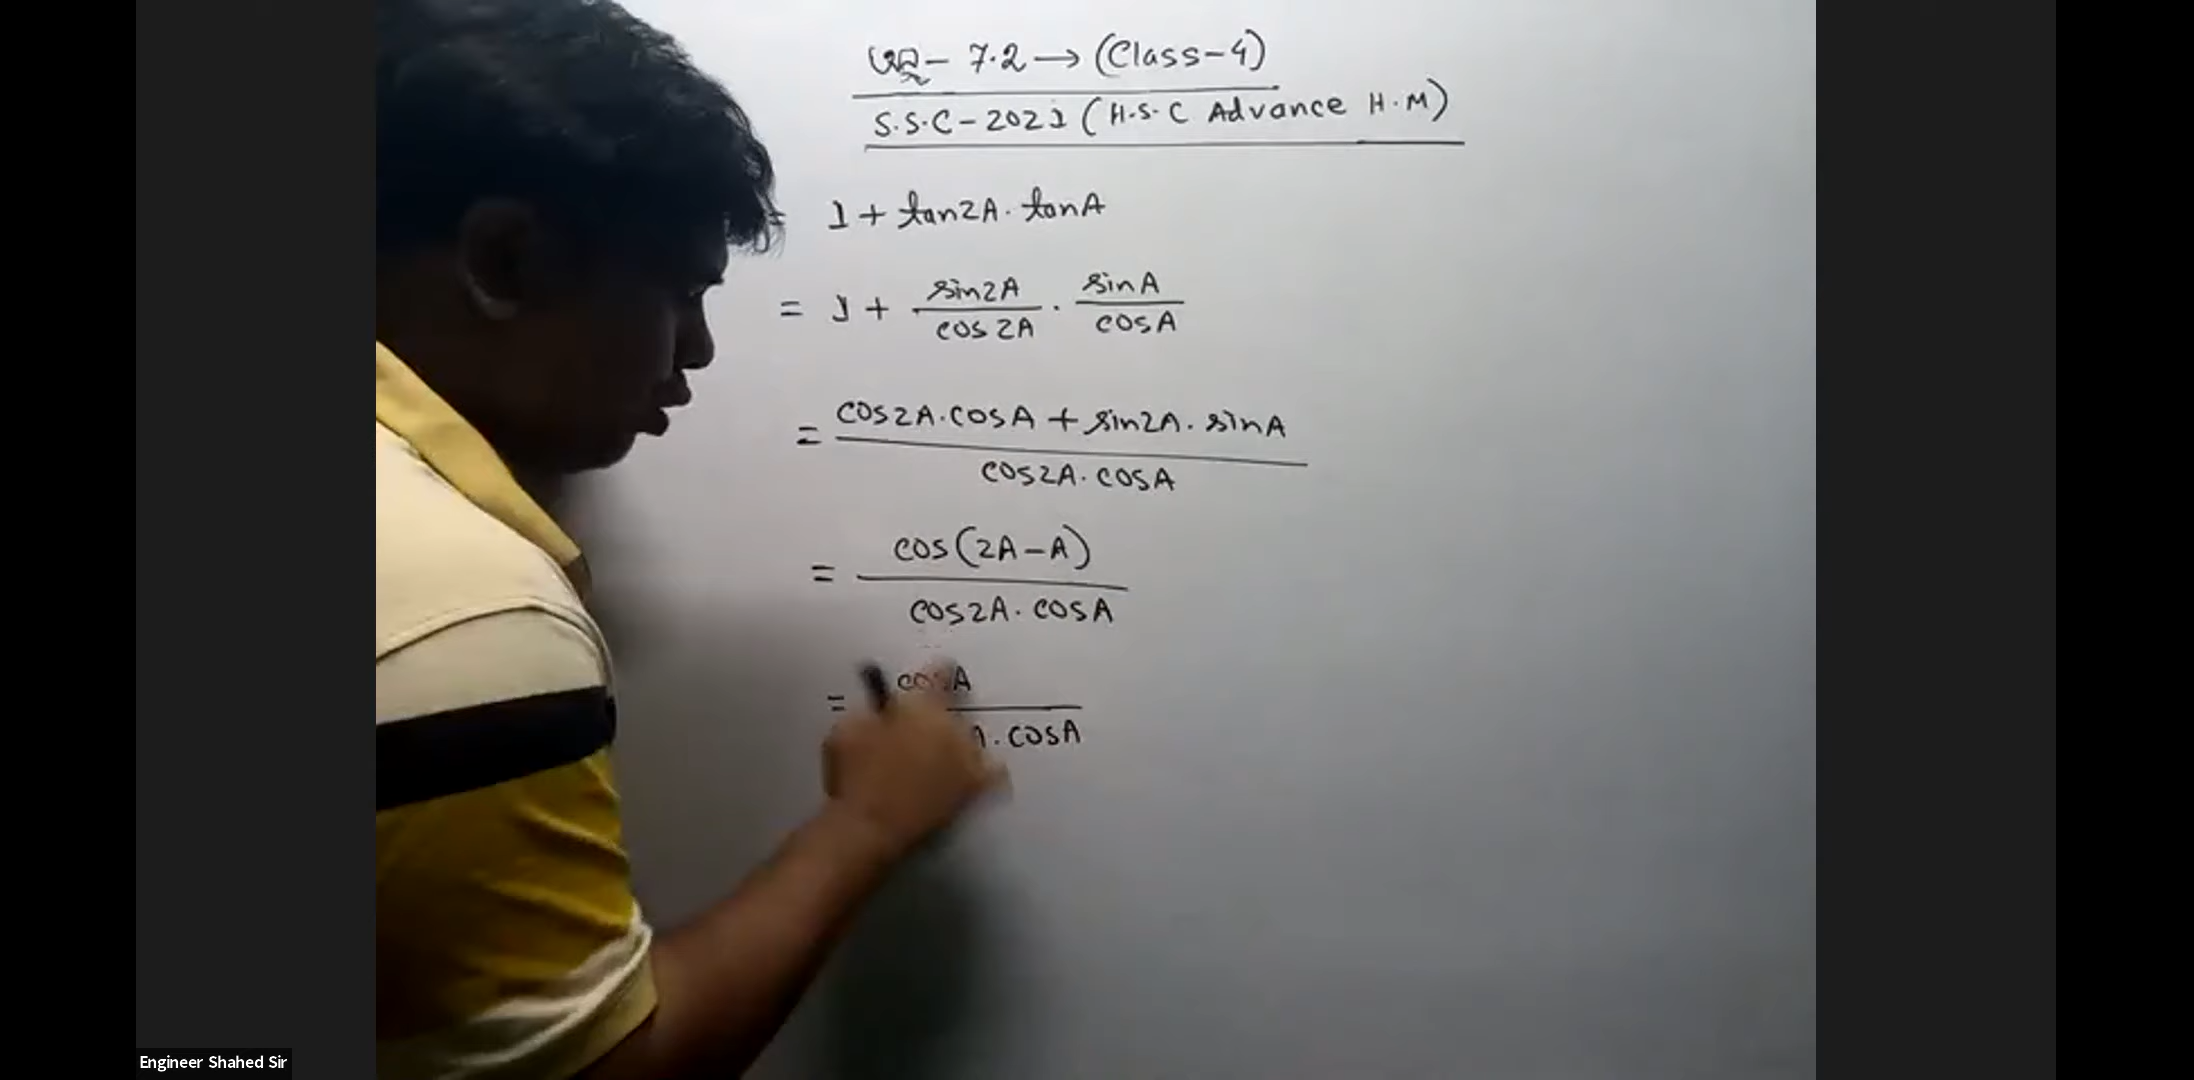 7.2 → (Class-4)
S.S.C - 2021 (H.S.C Advance H.M)
= 1 + tan2A . tanA
= 1 + sin2A/cos2A . sinA/cosA
= cos2A.cosA + sin2A.sinA
cos2A.cosA
= cos(2A-A)
cos2A.cosA
= cosA
A.cosA
Engineer Shahed Sir